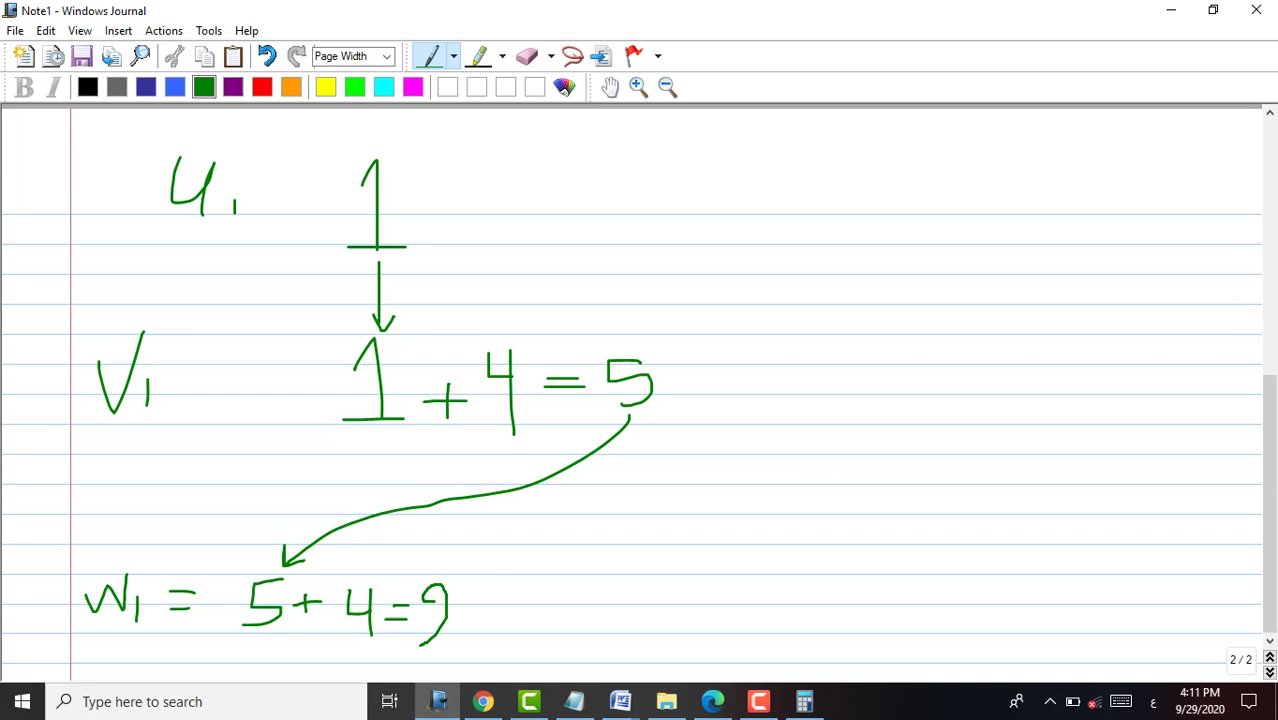 Note1 - Windows Journal
File Edit View Insert Actions Tools Help
Page Width
B I
U1 1
V1 1 + 4 = 5
W1 = 5 + 4 = 9
2 / 2
Type here to search
ع
4:11 PM
9/29/2020